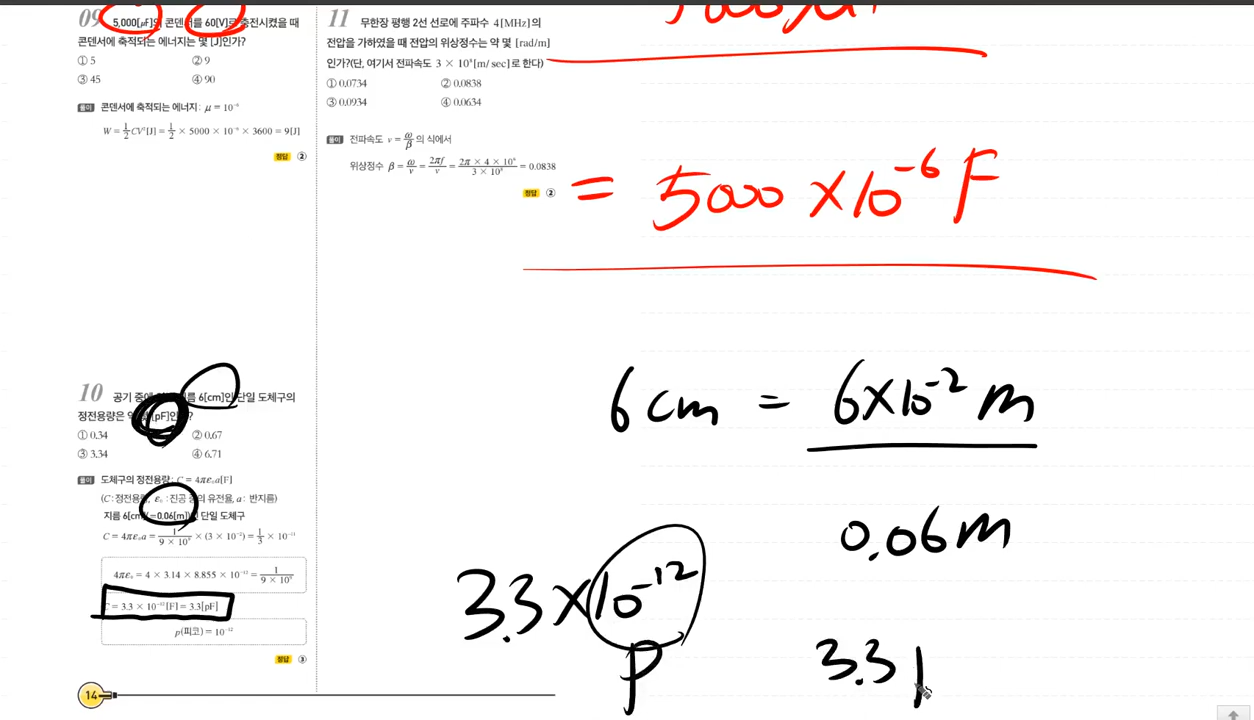 09 5,000[μF]의 콘덴서를 60[V]로 충전시켰을 때
콘덴서에 축적되는 에너지는 몇 [J]인가?
① 5 ② 9
③ 45 ④ 90
풀이 콘덴서에 축적되는 에너지: μ = 10⁻⁶
W = 1/2 CV²[J] = 1/2 × 5000 × 10⁻⁶ × 3600 = 9[J]
정답 ②
10 공기 중에 지름 6[cm]인 단일 도체구의
정전용량은 [pF]인가?
① 0.34 ② 0.67
③ 3.34 ④ 6.71
풀이 도체구의 정전용량: C = 4πε₀a[F]
(C: 정전용량, ε₀: 진공 중의 유전율, a: 반지름)
지름 6[cm](=0.06[m])인 단일 도체구
C = 4πε₀a = 1/(9 × 10⁹) × (3 × 10⁻²) = 1/3 × 10⁻¹¹
4πε₀ = 4 × 3.14 × 8.855 × 10⁻¹² = 1/(9 × 10⁹)
C = 3.3 × 10⁻¹²[F] = 3.3[pF]
p(피코) = 10⁻¹²
정답 ③
14
11 무한장 평행 2선 선로에 주파수 4[MHz]의
전압을 가하였을 때 전압의 위상정수는 약 몇 [rad/m]
인가?(단, 여기서 전파속도 3 × 10⁸[m/sec]로 한다)
① 0.0734 ② 0.0838
③ 0.0934 ④ 0.0634
풀이 전파속도 v = ω/β 의 식에서
위상정수 β = ω/v = 2πf/v = (2π × 4 × 10⁶)/(3 × 10⁸) = 0.0838
정답 ②
= 5000 × 10⁻⁶ F
6 cm = 6×10⁻² m
0.06 m
3.3 × 10⁻¹²
P
3.3